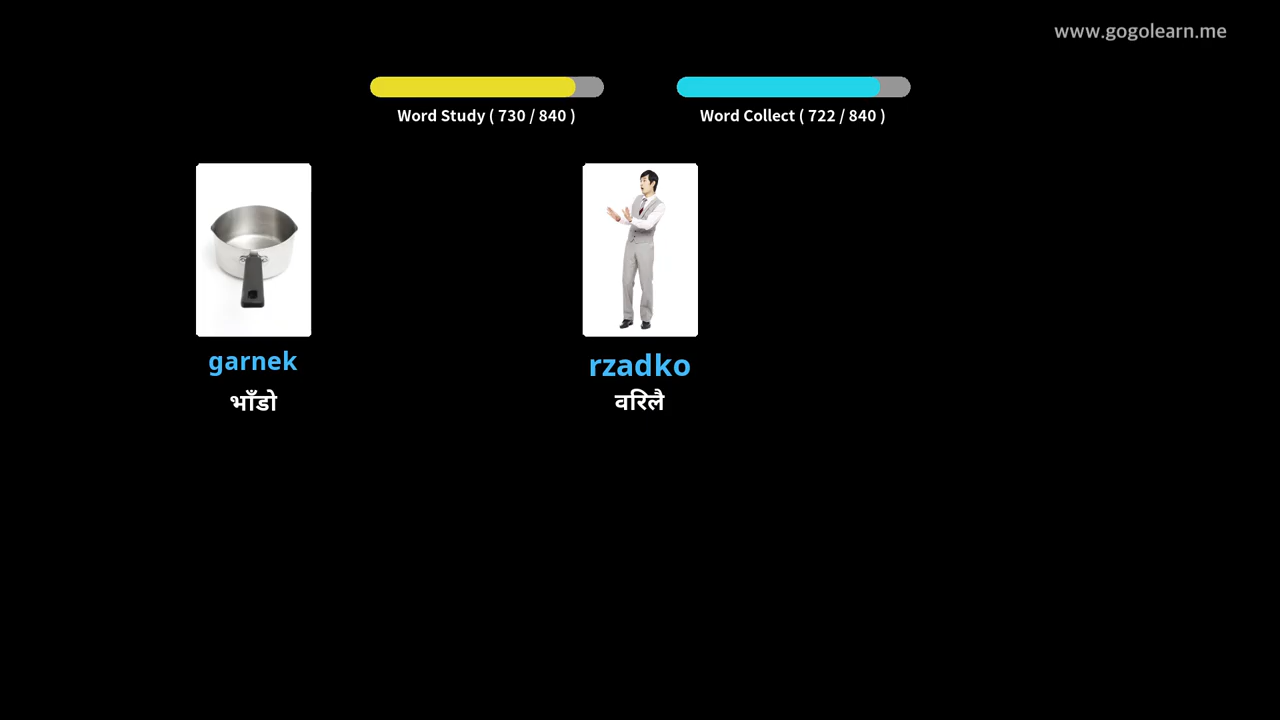 www.gogolearn.me
Word Study ( 730 / 840 )
Word Collect ( 722 / 840 )
garnek
rzadko
भाँडो
वरिलै